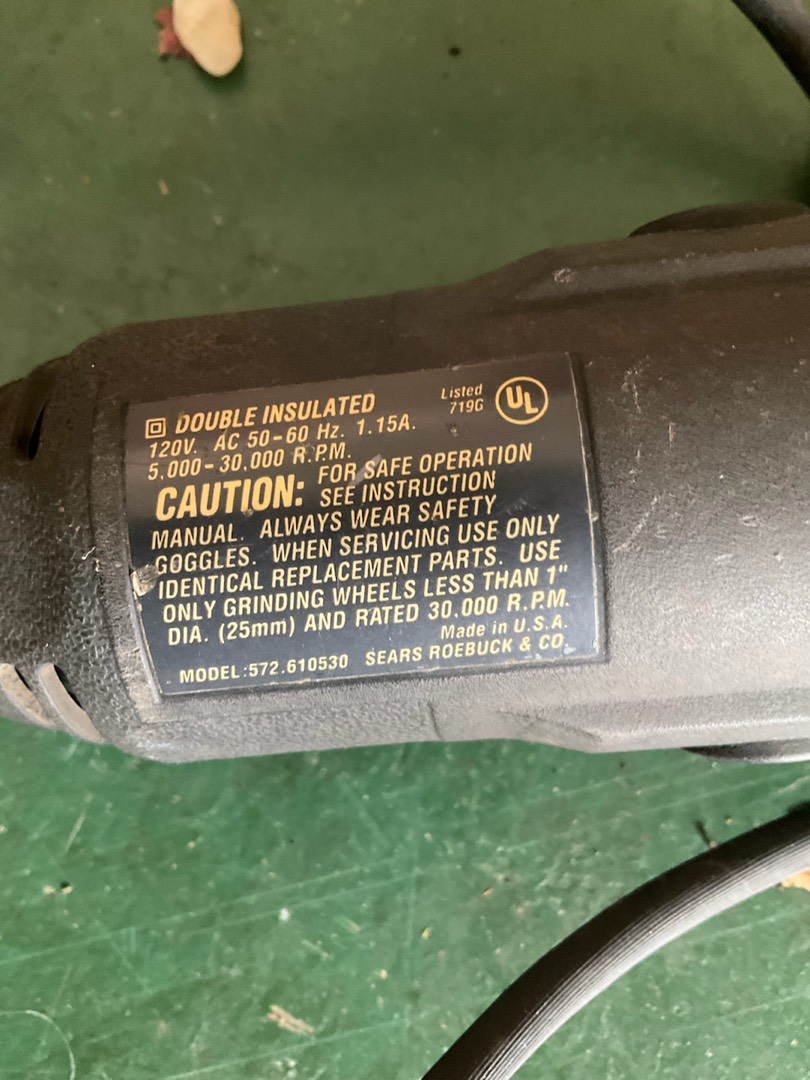 DOUBLE INSULATED
Listed
719G
UL
120V. AC 50-60 Hz. 1.15A.
5,000-30,000 R.P.M.
CAUTION: FOR SAFE OPERATION
SEE INSTRUCTION
MANUAL. ALWAYS WEAR SAFETY
GOGGLES. WHEN SERVICING USE ONLY
IDENTICAL REPLACEMENT PARTS. USE
ONLY GRINDING WHEELS LESS THAN 1"
DIA. (25mm) AND RATED 30,000 R.P.M.
Made in U.S.A.
MODEL:572.610530 SEARS ROEBUCK & CO.